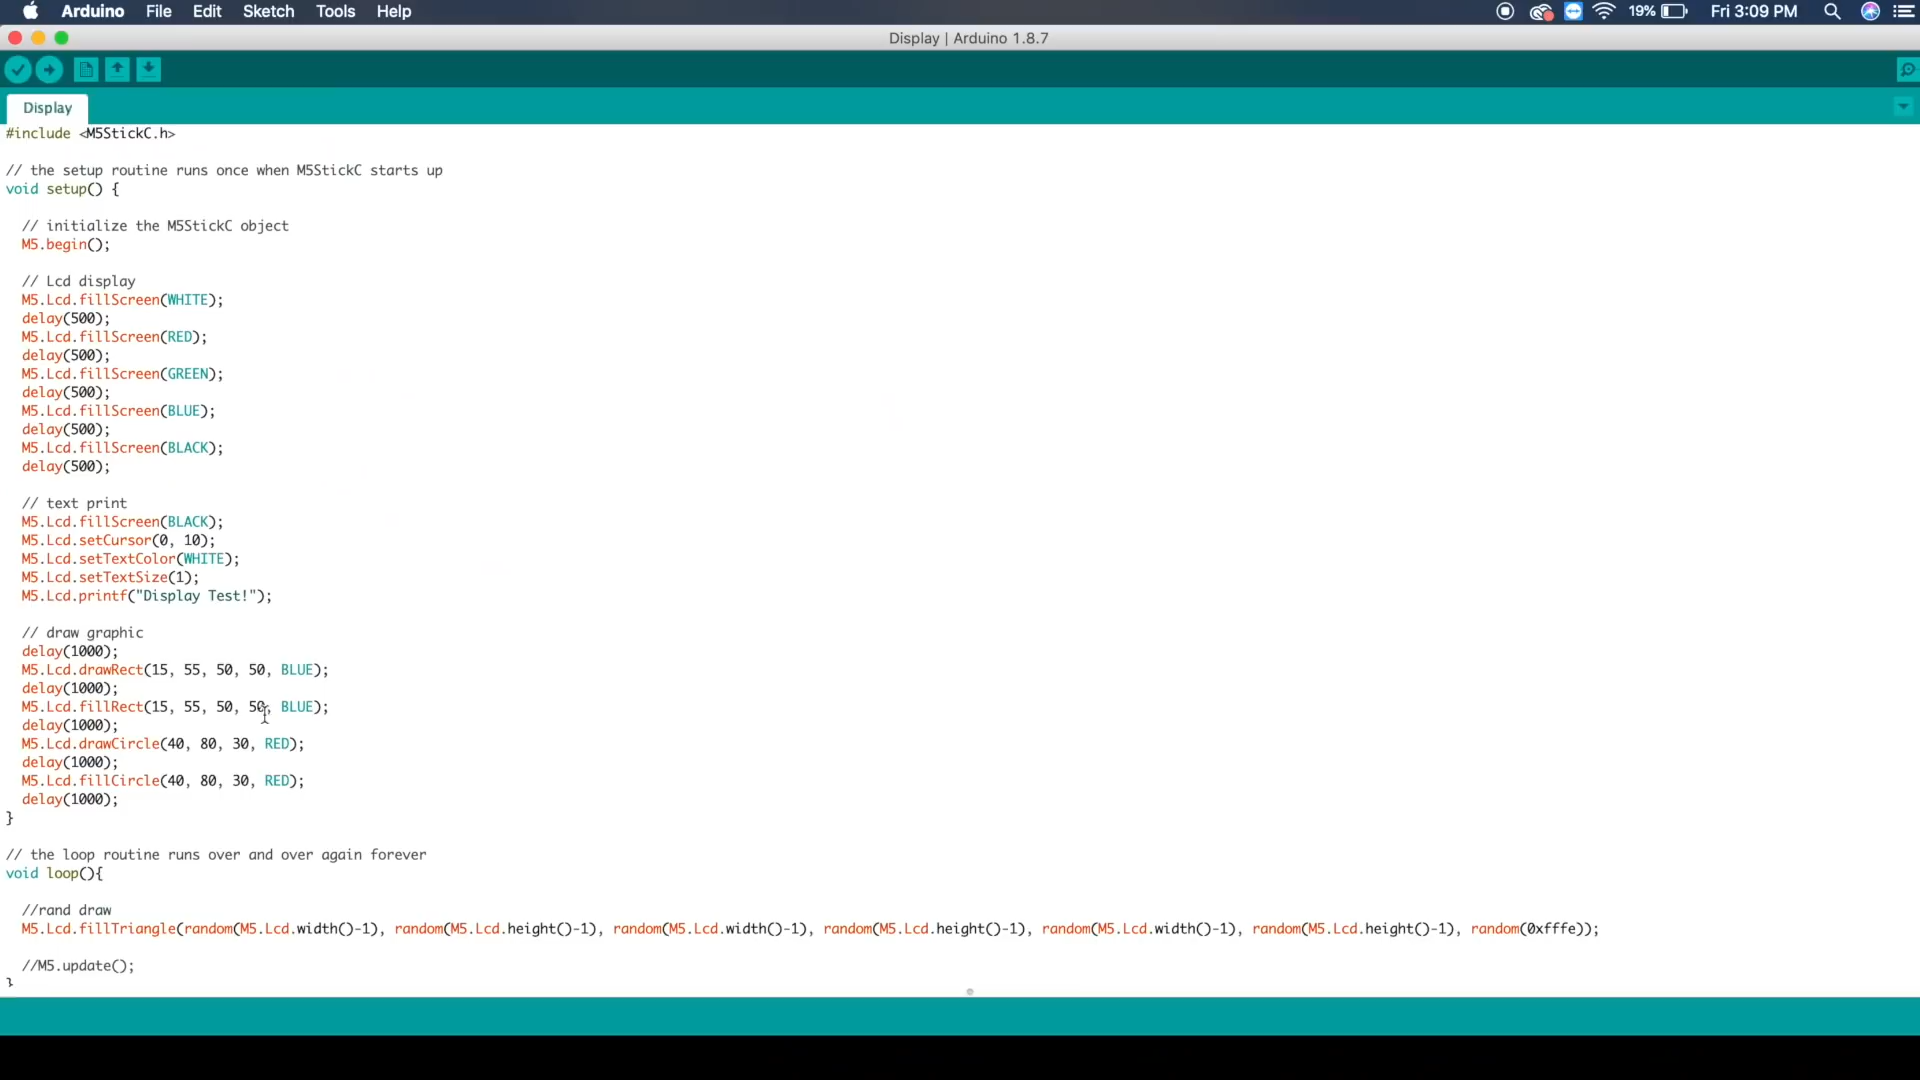 Arduino File Edit Sketch Tools Help 19% Fri 3:09 PM
Display | Arduino 1.8.7
Display
#include <M5StickC.h>
// the setup routine runs once when M5StickC starts up
void setup() {
// initialize the M5StickC object
M5.begin();
// Lcd display
M5.Lcd.fillScreen(WHITE);
delay(500);
M5.Lcd.fillScreen(RED);
delay(500);
M5.Lcd.fillScreen(GREEN);
delay(500);
M5.Lcd.fillScreen(BLUE);
delay(500);
M5.Lcd.fillScreen(BLACK);
delay(500);
// text print
M5.Lcd.fillScreen(BLACK);
M5.Lcd.setCursor(0, 10);
M5.Lcd.setTextColor(WHITE);
M5.Lcd.setTextSize(1);
M5.Lcd.printf("Display Test!");
// draw graphic
delay(1000);
M5.Lcd.drawRect(15, 55, 50, 50, BLUE);
delay(1000);
M5.Lcd.fillRect(15, 55, 50, 50, BLUE);
delay(1000);
M5.Lcd.drawCircle(40, 80, 30, RED);
delay(1000);
M5.Lcd.fillCircle(40, 80, 30, RED);
delay(1000);
}
// the loop routine runs over and over again forever
void loop(){
//rand draw
M5.Lcd.fillTriangle(random(M5.Lcd.width()-1), random(M5.Lcd.height()-1), random(M5.Lcd.width()-1), random(M5.Lcd.height()-1), random(M5.Lcd.width()-1), random(M5.Lcd.height()-1), random(0xfffe));
//M5.update();
}